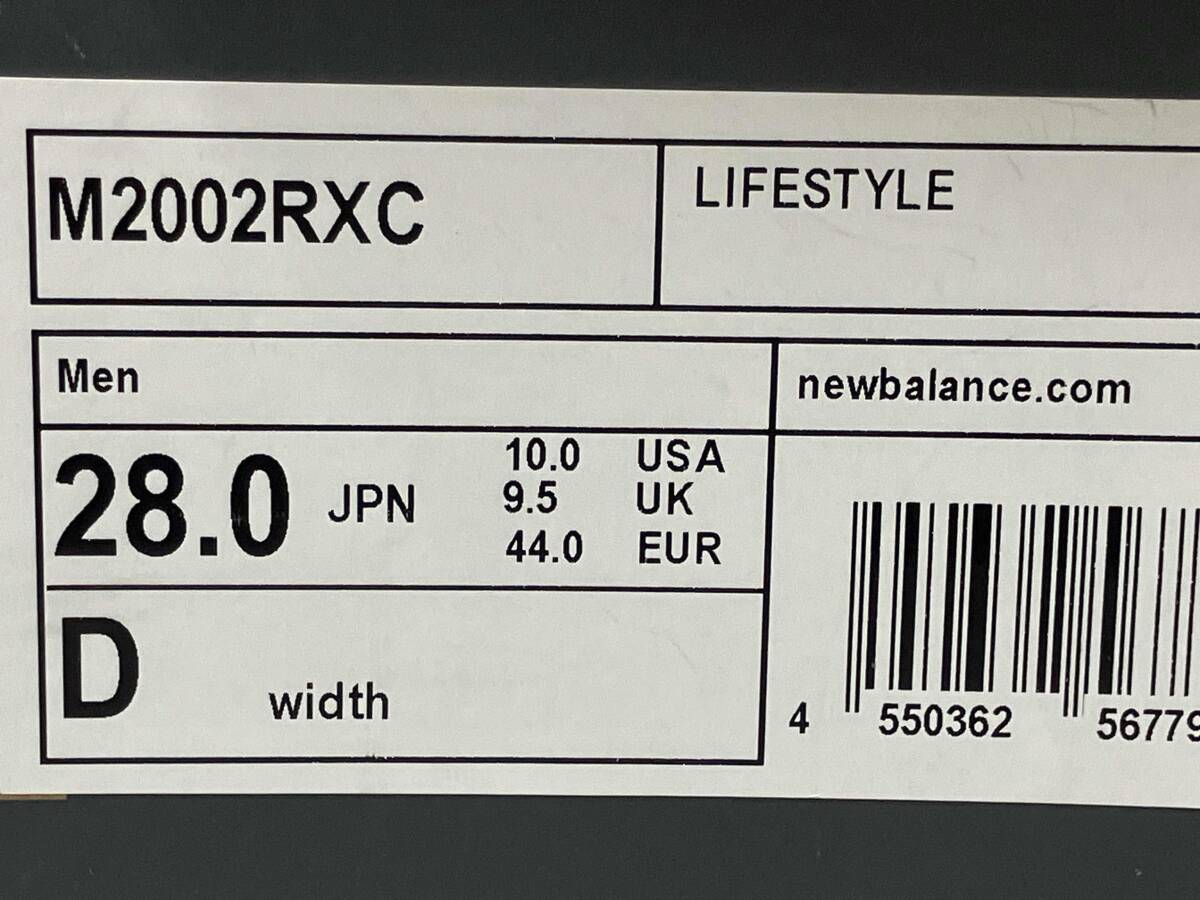 M2002RXC
LIFESTYLE
Men
newbalance.com
28.0 JPN
10.0 USA
9.5 UK
44.0 EUR
D width
4 550362 56779